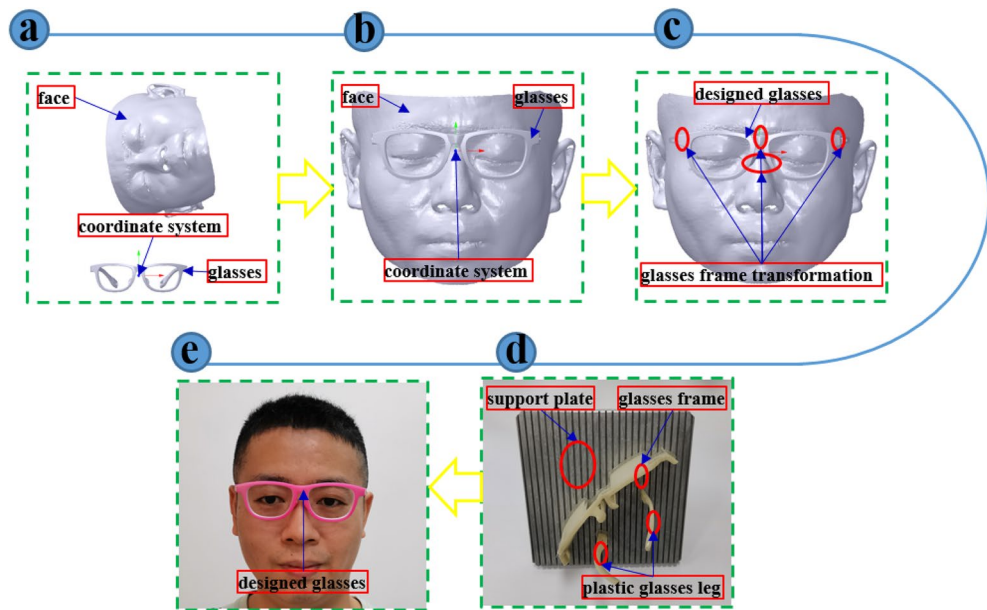 a
b
c
face
coordinate system
glasses
face
glasses
coordinate system
designed glasses
glasses frame transformation
e
d
designed glasses
support plate
glasses frame
plastic glasses leg